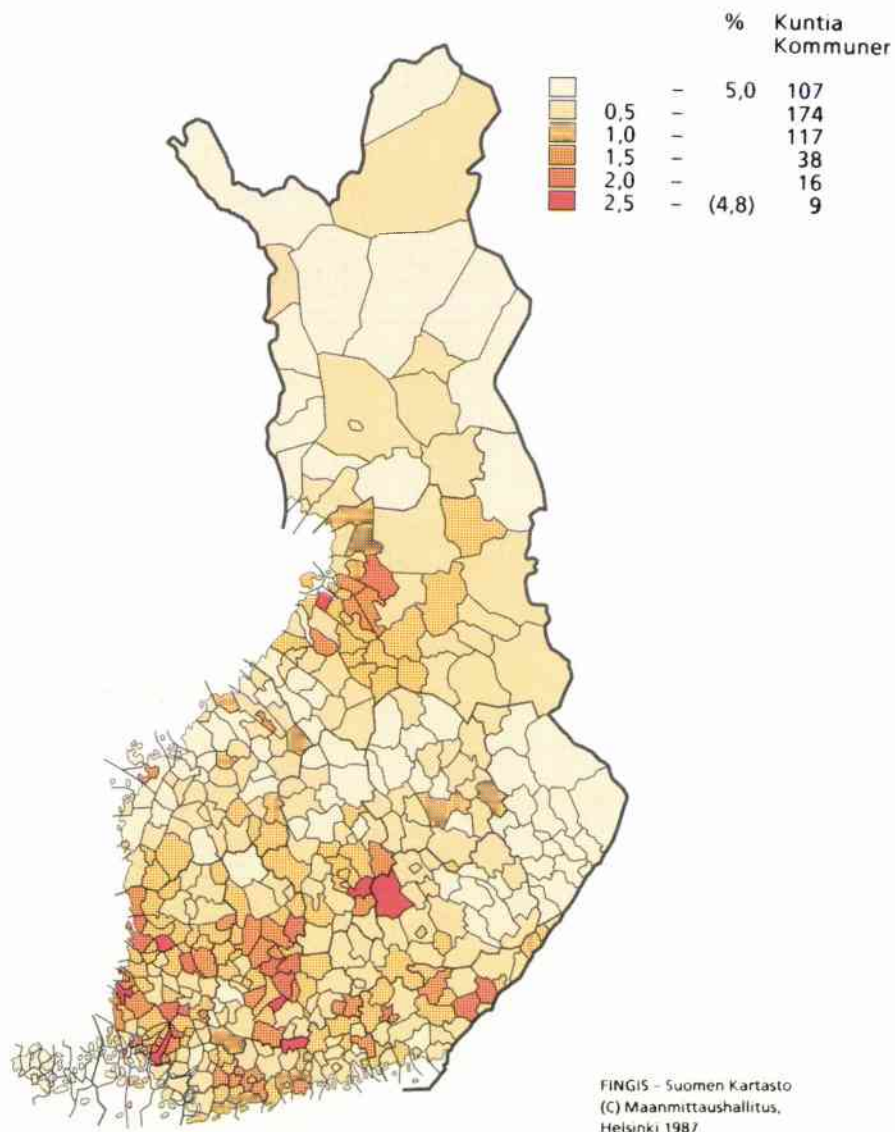 % Kuntia
Kommuner
– 5,0 107
0,5 – 174
1,0 – 117
1,5 – 38
2,0 – 16
2,5 – (4,8) 9
FINGIS – Suomen Kartasto
(C) Maanmittaushallitus,
Helsinki 1987